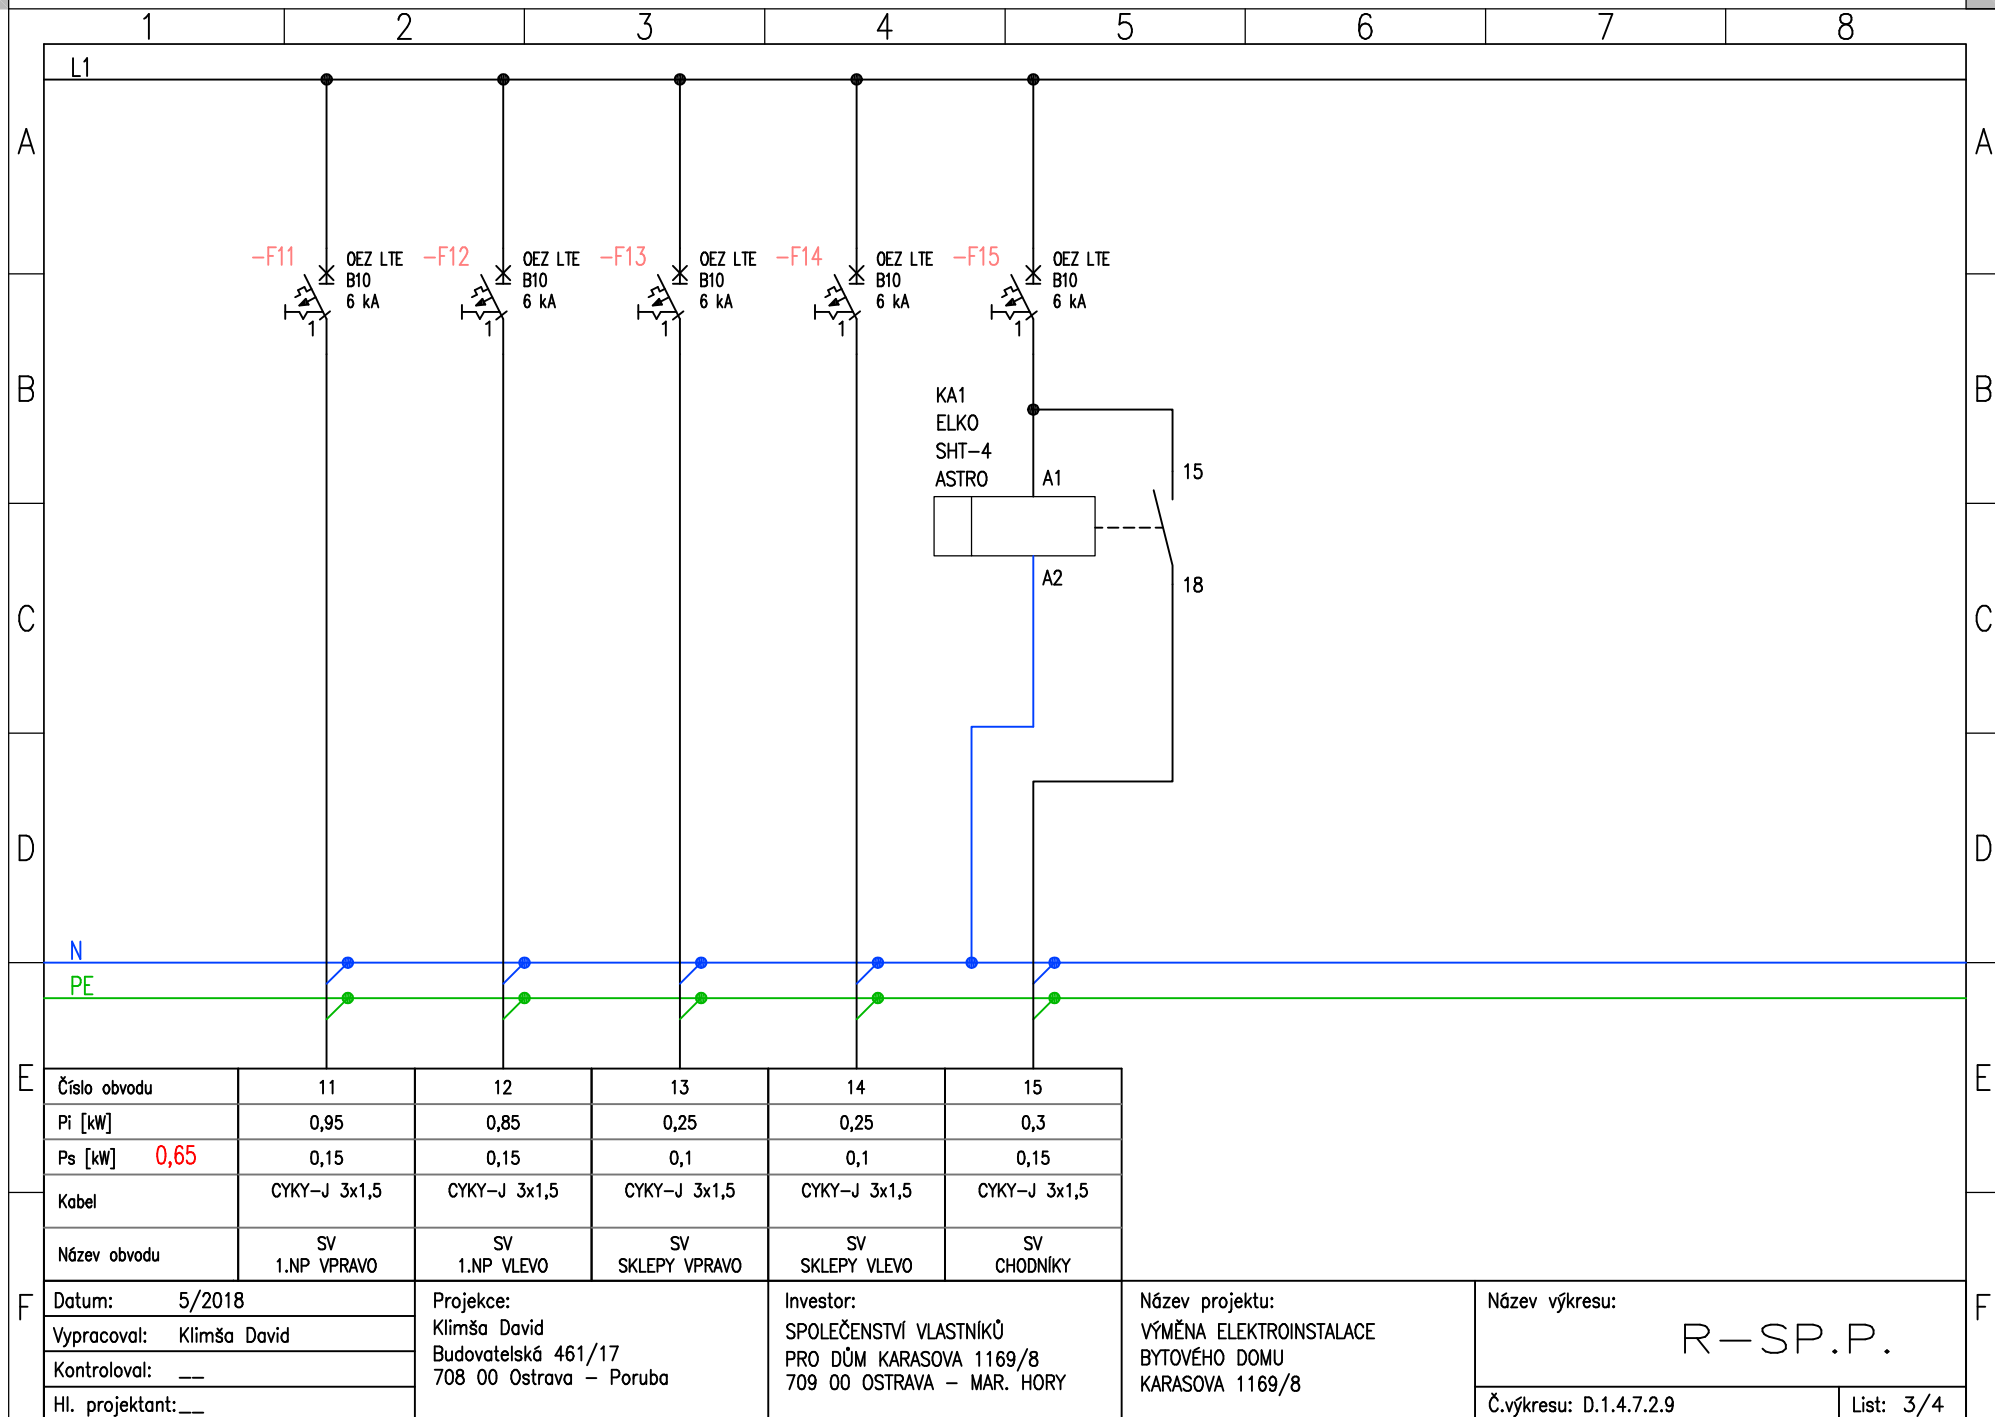 1 2 3 4 5 6 7 8
L1
A A
-F11 OEZ LTE B10 6 kA 1
-F12 OEZ LTE B10 6 kA 1
-F13 OEZ LTE B10 6 kA 1
-F14 OEZ LTE B10 6 kA 1
-F15 OEZ LTE B10 6 kA 1
B B
KA1
ELKO
SHT-4
ASTRO A1
15
A2
18
C C
D D
N
PE
E E
Číslo obvodu 11 12 13 14 15
Pi [kW] 0,95 0,85 0,25 0,25 0,3
Ps [kW] 0,65 0,15 0,15 0,1 0,1 0,15
Kabel CYKY-J 3x1,5 CYKY-J 3x1,5 CYKY-J 3x1,5 CYKY-J 3x1,5 CYKY-J 3x1,5
Název obvodu
SV
1.NP VPRAVO
SV
1.NP VLEVO
SV
SKLEPY VPRAVO
SV
SKLEPY VLEVO
SV
CHODNÍKY
F F
Datum: 5/2018
Vypracoval: Klimša David
Kontroloval: __
Hl. projektant:__
Projekce:
Klimša David
Budovatelská 461/17
708 00 Ostrava - Poruba
Investor:
SPOLEČENSTVÍ VLASTNÍKŮ
PRO DŮM KARASOVA 1169/8
709 00 OSTRAVA - MAR. HORY
Název projektu:
VÝMĚNA ELEKTROINSTALACE
BYTOVÉHO DOMU
KARASOVA 1169/8
Název výkresu:
R-SP.P.
Č.výkresu: D.1.4.7.2.9
List: 3/4